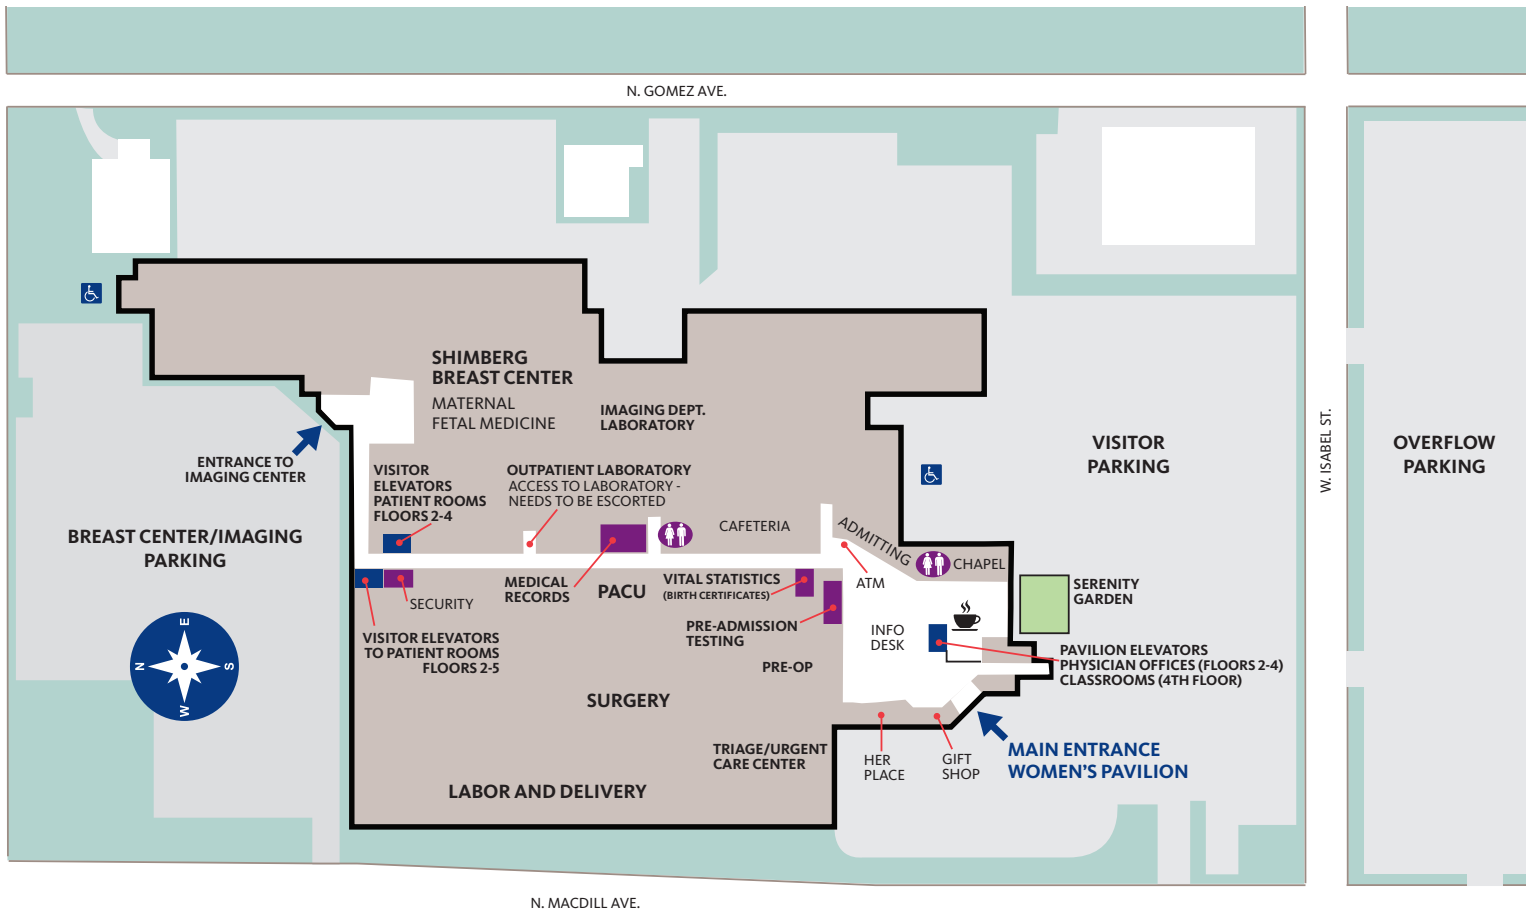 N. GOMEZ AVE.
SHIMBERG
BREAST CENTER
MATERNAL
FETAL MEDICINE
IMAGING DEPT.
LABORATORY
ENTRANCE TO
IMAGING CENTER
VISITOR
ELEVATORS
PATIENT ROOMS
FLOORS 2-4
OUTPATIENT LABORATORY
ACCESS TO LABORATORY -
NEEDS TO BE ESCORTED
CAFETERIA
ADMITTING
VISITOR
PARKING
W. ISABEL ST.
OVERFLOW
PARKING
BREAST CENTER/IMAGING
PARKING
SECURITY
MEDICAL
RECORDS
PACU
VITAL STATISTICS
(BIRTH CERTIFICATES)
ATM
CHAPEL
SERENITY
GARDEN
VISITOR ELEVATORS
TO PATIENT ROOMS
FLOORS 2-5
PRE-ADMISSION
TESTING
INFO
DESK
PRE-OP
PAVILION ELEVATORS
PHYSICIAN OFFICES (FLOORS 2-4)
CLASSROOMS (4TH FLOOR)
E
N
S
W
SURGERY
TRIAGE/URGENT
CARE CENTER
HER
PLACE
GIFT
SHOP
MAIN ENTRANCE
WOMEN'S PAVILION
LABOR AND DELIVERY
N. MACDILL AVE.